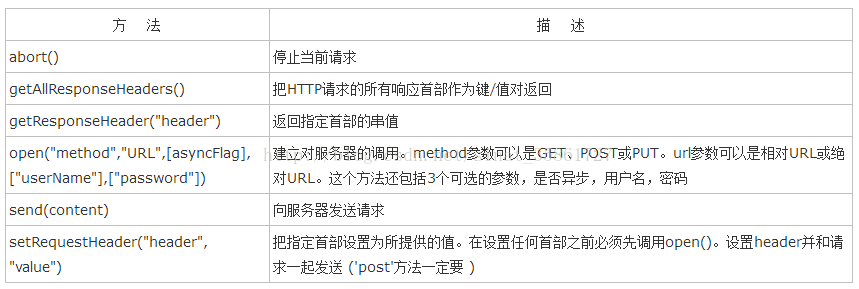 方 法 描 述
abort() 停止当前请求
getAllResponseHeaders() 把HTTP请求的所有响应首部作为键/值对返回
getResponseHeader("header") 返回指定首部的串值
open("method","URL",[asyncFlag], 建立对服务器的调用。method参数可以是GET、POST或PUT。url参数可以是相对URL或绝
["userName"],["password"]) 对URL。这个方法还包括3个可选的参数，是否异步，用户名，密码
send(content) 向服务器发送请求
setRequestHeader("header", 把指定首部设置为所提供的值。在设置任何首部之前必须先调用open()。设置header并和请
"value") 求一起发送 ('post'方法一定要 )